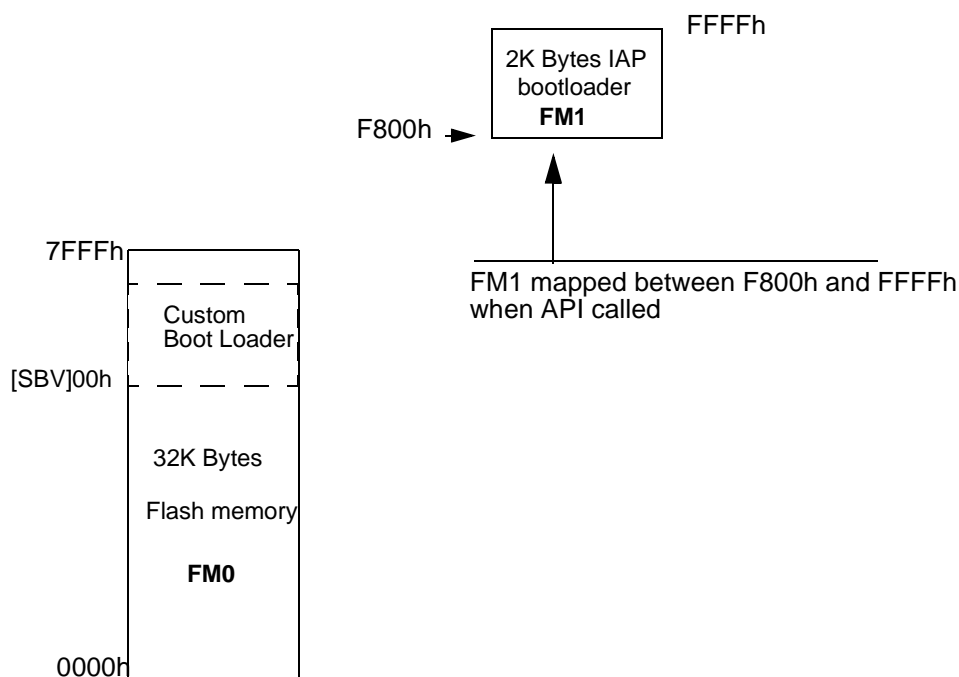 FFFFh
2K Bytes IAP
bootloader
FM1
F800h
7FFFh
FM1 mapped between F800h and FFFFh
when API called
Custom
Boot Loader
[SBV]00h
32K Bytes
Flash memory
FM0
0000h